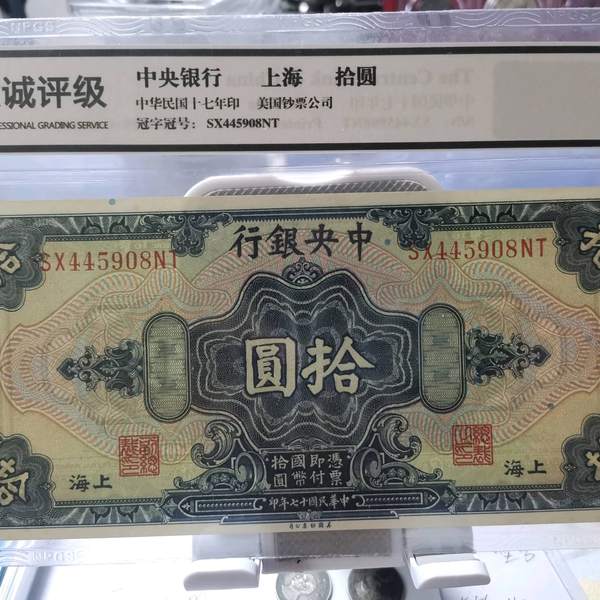 诚评级
ESSIONAL GRADING SERVICE
中央银行 上海 拾圆
中华民国十七年印 美国钞票公司
冠字冠号: SX445908NT
行銀央中
SX445908NT SX445908NT
圓拾
拾國即憑
圓幣付票
海上 海上
印年七十國民華中
拾